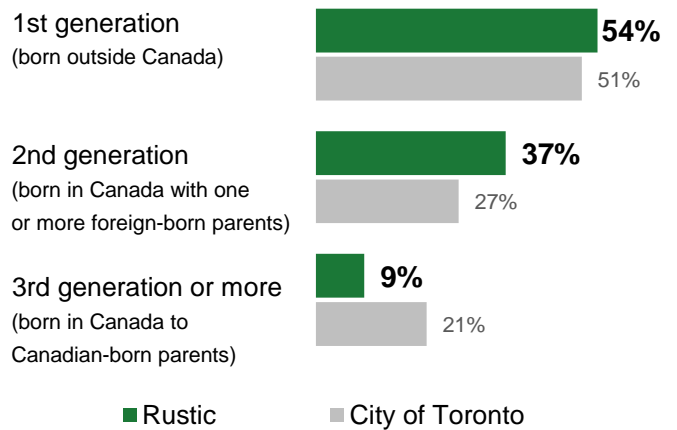 1st generation
(born outside Canada)
54%
51%
2nd generation
(born in Canada with one
or more foreign-born parents)
37%
27%
3rd generation or more
(born in Canada to
Canadian-born parents)
9%
21%
Rustic City of Toronto